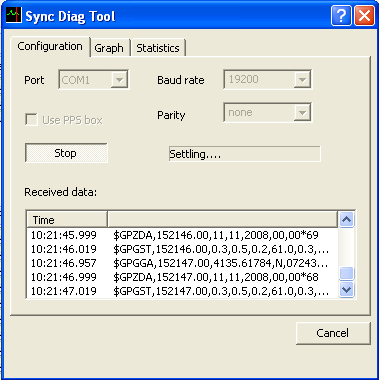 Sync Diag Tool
Configuration Graph Statistics
Port COM1 Baud rate 19200
Use PPS box Parity none
Stop Settling....
Received data:
Time
10:21:45.999 $GPZDA,152146.00,11,11,2008,00,00*69
10:21:46.019 $GPGST,152146.00,0.3,0.5,0.2,61.0,0.3,...
10:21:46.957 $GPGGA,152147.00,4135.61784,N,07243...
10:21:46.999 $GPZDA,152147.00,11,11,2008,00,00*68
10:21:47.019 $GPGST,152147.00,0.3,0.5,0.2,61.0,0.3,...
Cancel